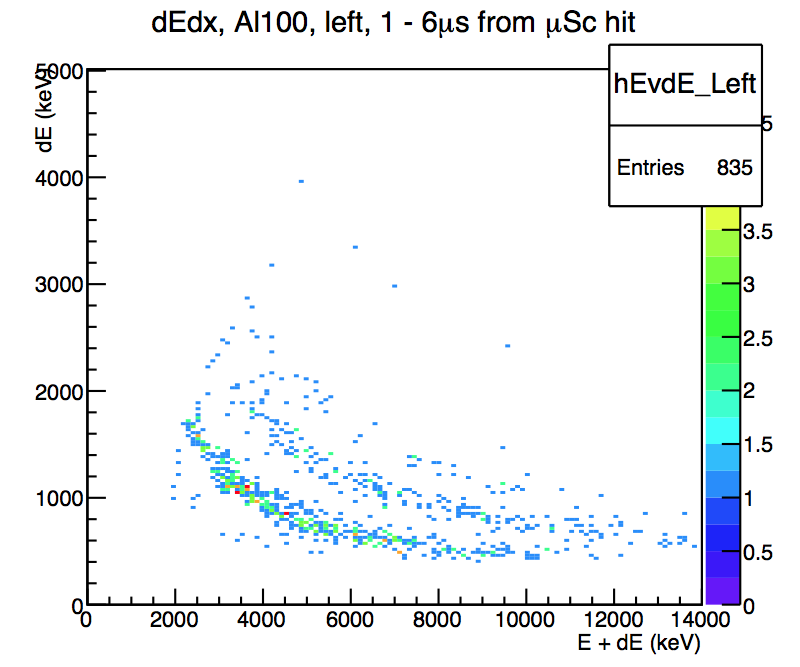 dEdx, Al100, left, 1 - 6μs from μSc hit
hEvdE_Left
Entries 835
dE (keV)
5000
4000
3000
2000
1000
0
0 2000 4000 6000 8000 10000 12000 14000
E + dE (keV)
5
3.5
3
2.5
2
1.5
1
0.5
0